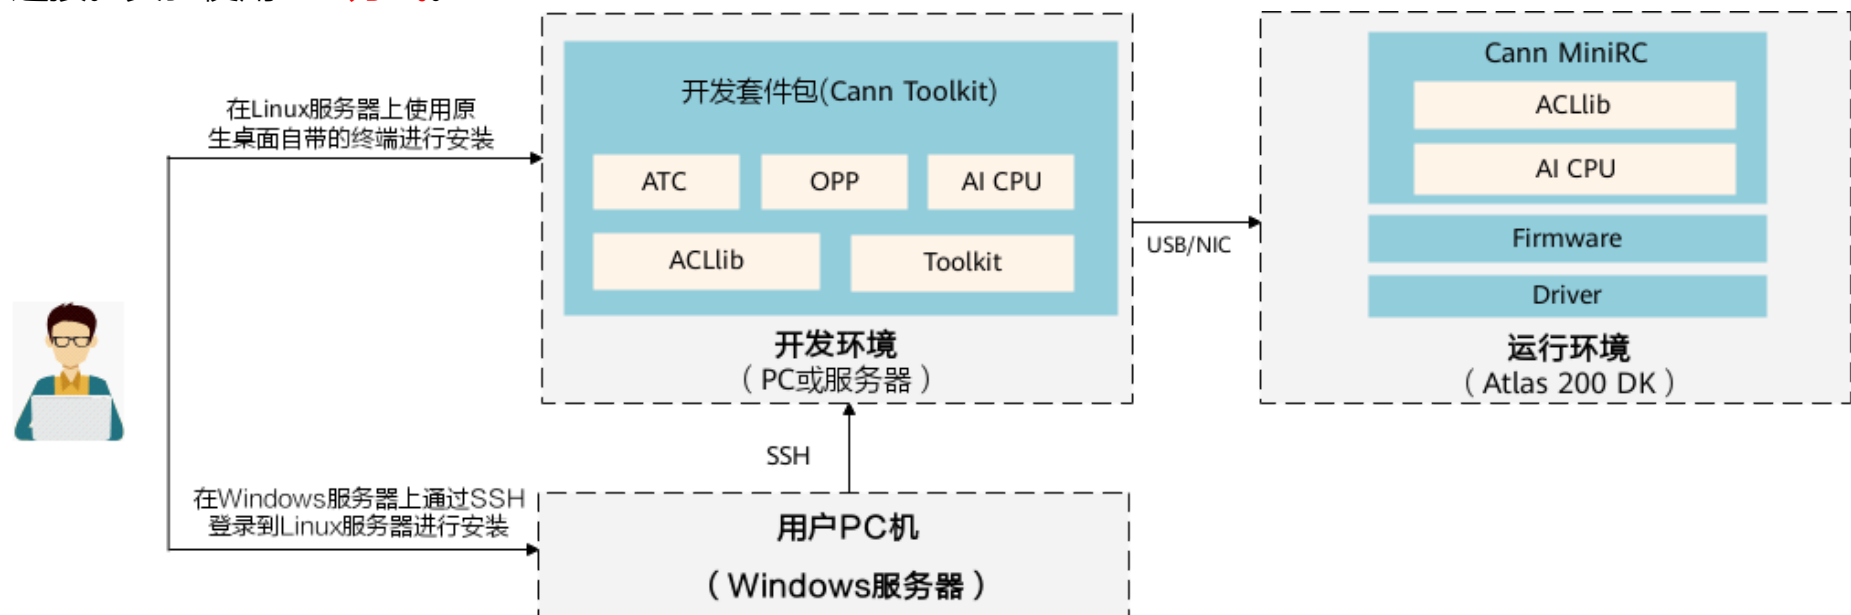 在Linux服务器上使用原
生桌面自带的终端进行安装
开发套件包(Cann Toolkit)
ATC
OPP
AI CPU
ACLlib
Toolkit
开发环境
（PC或服务器）
USB/NIC
Cann MiniRC
ACLlib
AI CPU
Firmware
Driver
运行环境
（Atlas 200 DK）
SSH
在Windows服务器上通过SSH
登录到Linux服务器进行安装
用户PC机
（Windows服务器）